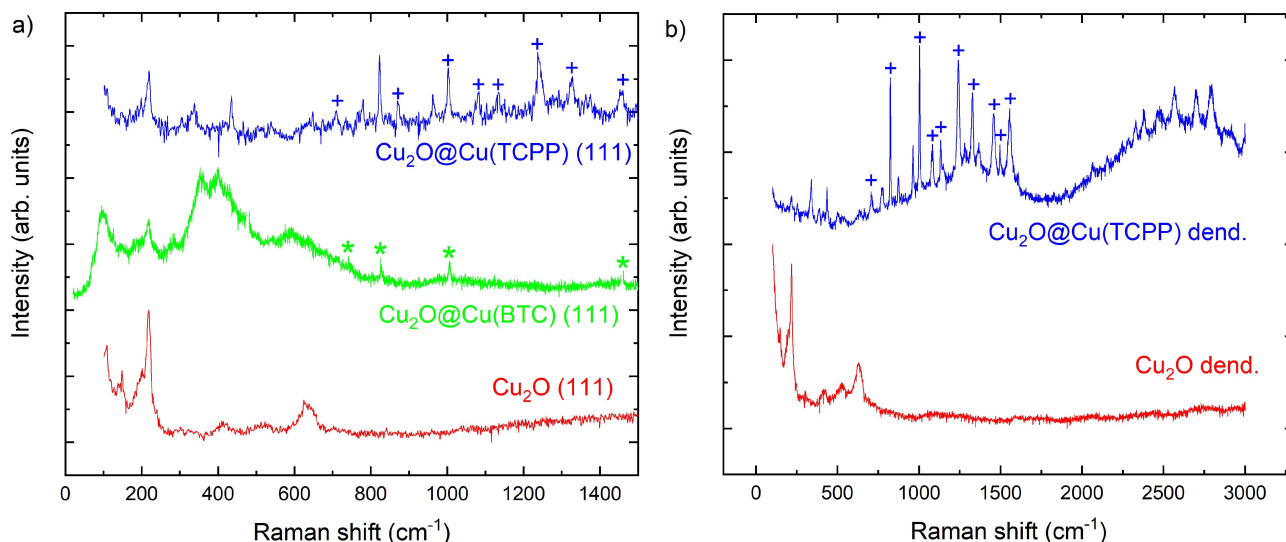 a)
Intensity (arb. units)
+ + + + + + + +
Cu₂O@Cu(TCPP) (111)
* * * *
Cu₂O@Cu(BTC) (111)
Cu₂O (111)
0 200 400 600 800 1000 1200 1400
Raman shift (cm⁻¹)
b)
Intensity (arb. units)
+ + + + + + + + + +
Cu₂O@Cu(TCPP) dend.
Cu₂O dend.
0 500 1000 1500 2000 2500 3000
Raman shift (cm⁻¹)